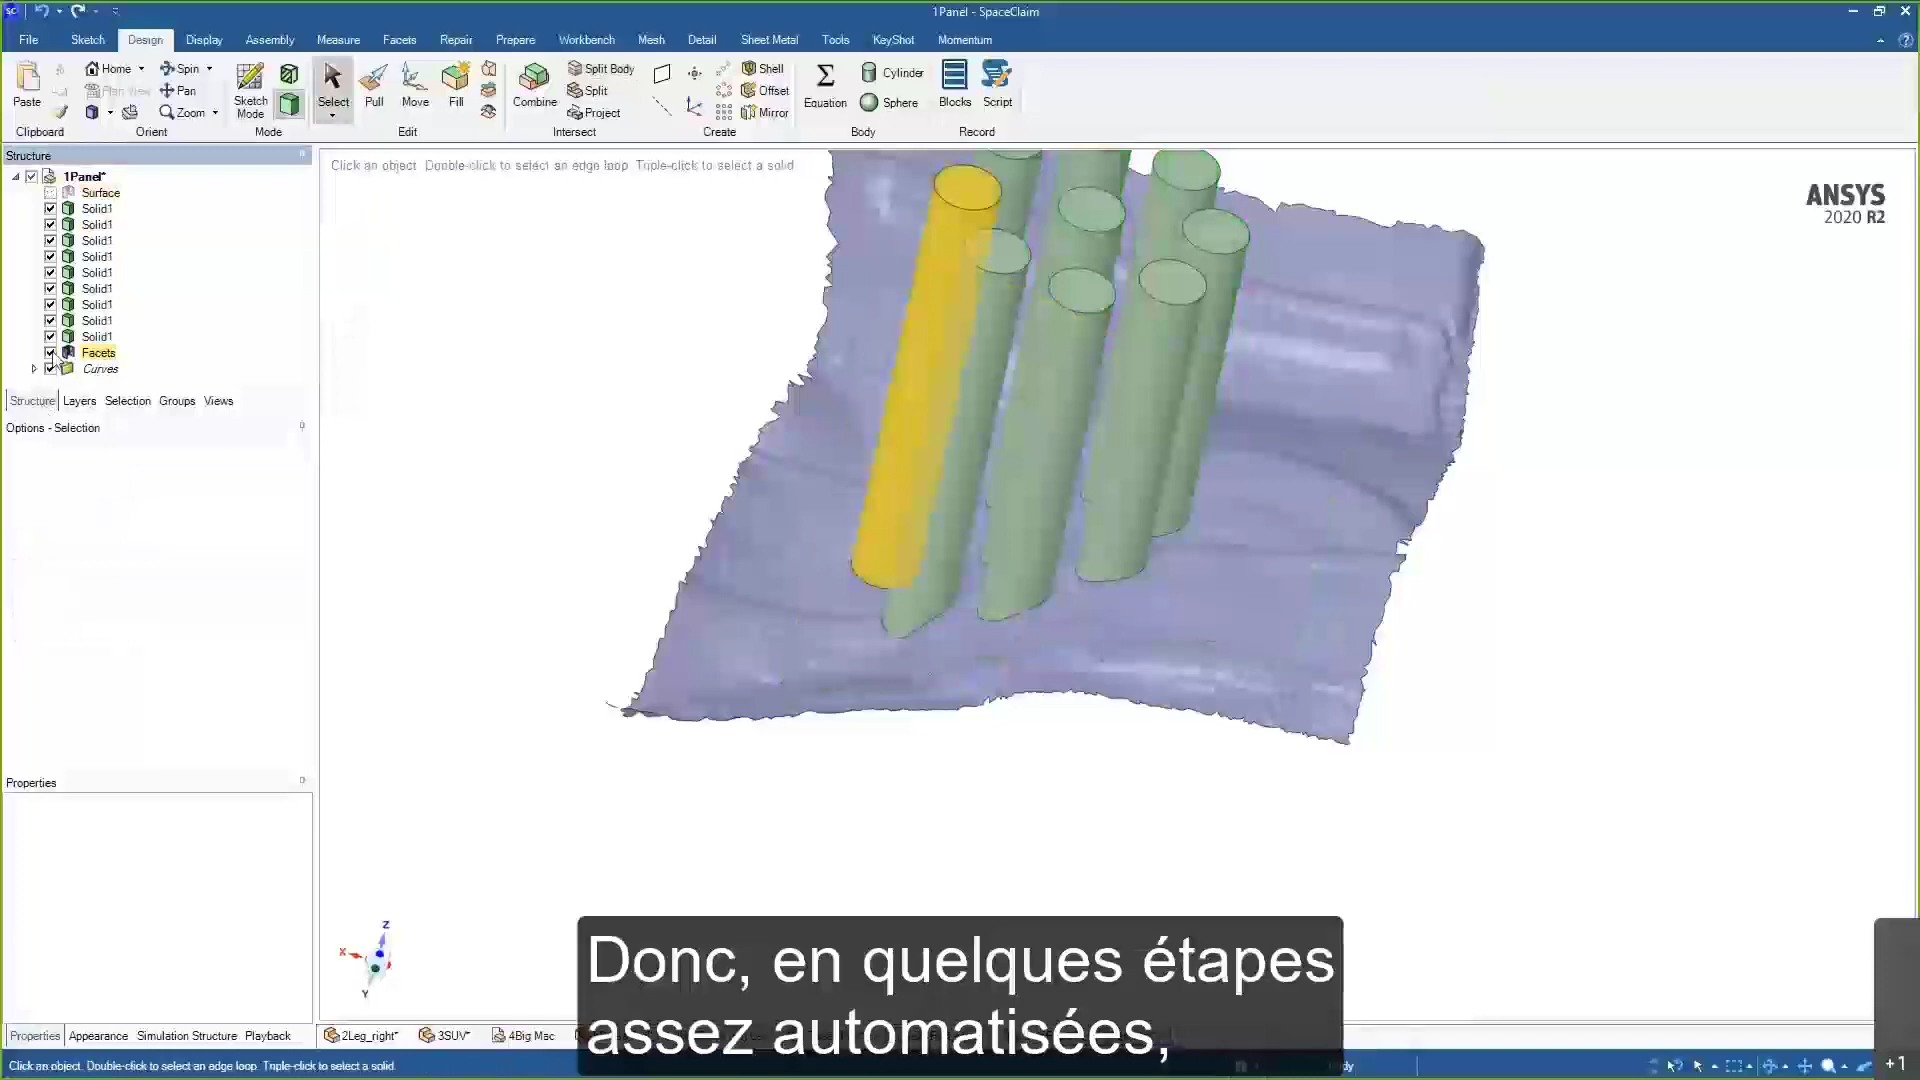 1Panel - SpaceClaim
File Sketch Design Display Assembly Measure Facets Repair Prepare Workbench Mesh Detail Sheet Metal Tools KeyShot Momentum
Home Spin Split Body Shell Cylinder
Plan View Pan Split Offset Sphere
Paste Zoom Sketch Mode Select Pull Move Fill Combine Project Mirror Equation Blocks Script
Clipboard Orient Mode Edit Intersect Create Body Record
Structure
Click an object. Double-click to select an edge loop. Triple-click to select a solid.
1Panel*
Surface
Solid1
Solid1
Solid1
Solid1
Solid1
Solid1
Solid1
Solid1
Solid1
Facets
Curves
ANSYS
2020 R2
Structure Layers Selection Groups Views
Options - Selection
Properties
Z
X
Y
Donc, en quelques étapes
assez automatisées,
Properties Appearance Simulation Structure Playback 2Leg_right* 3SUV* 4Big Mac
Click an object. Double-click to select an edge loop. Triple-click to select a solid.
+1